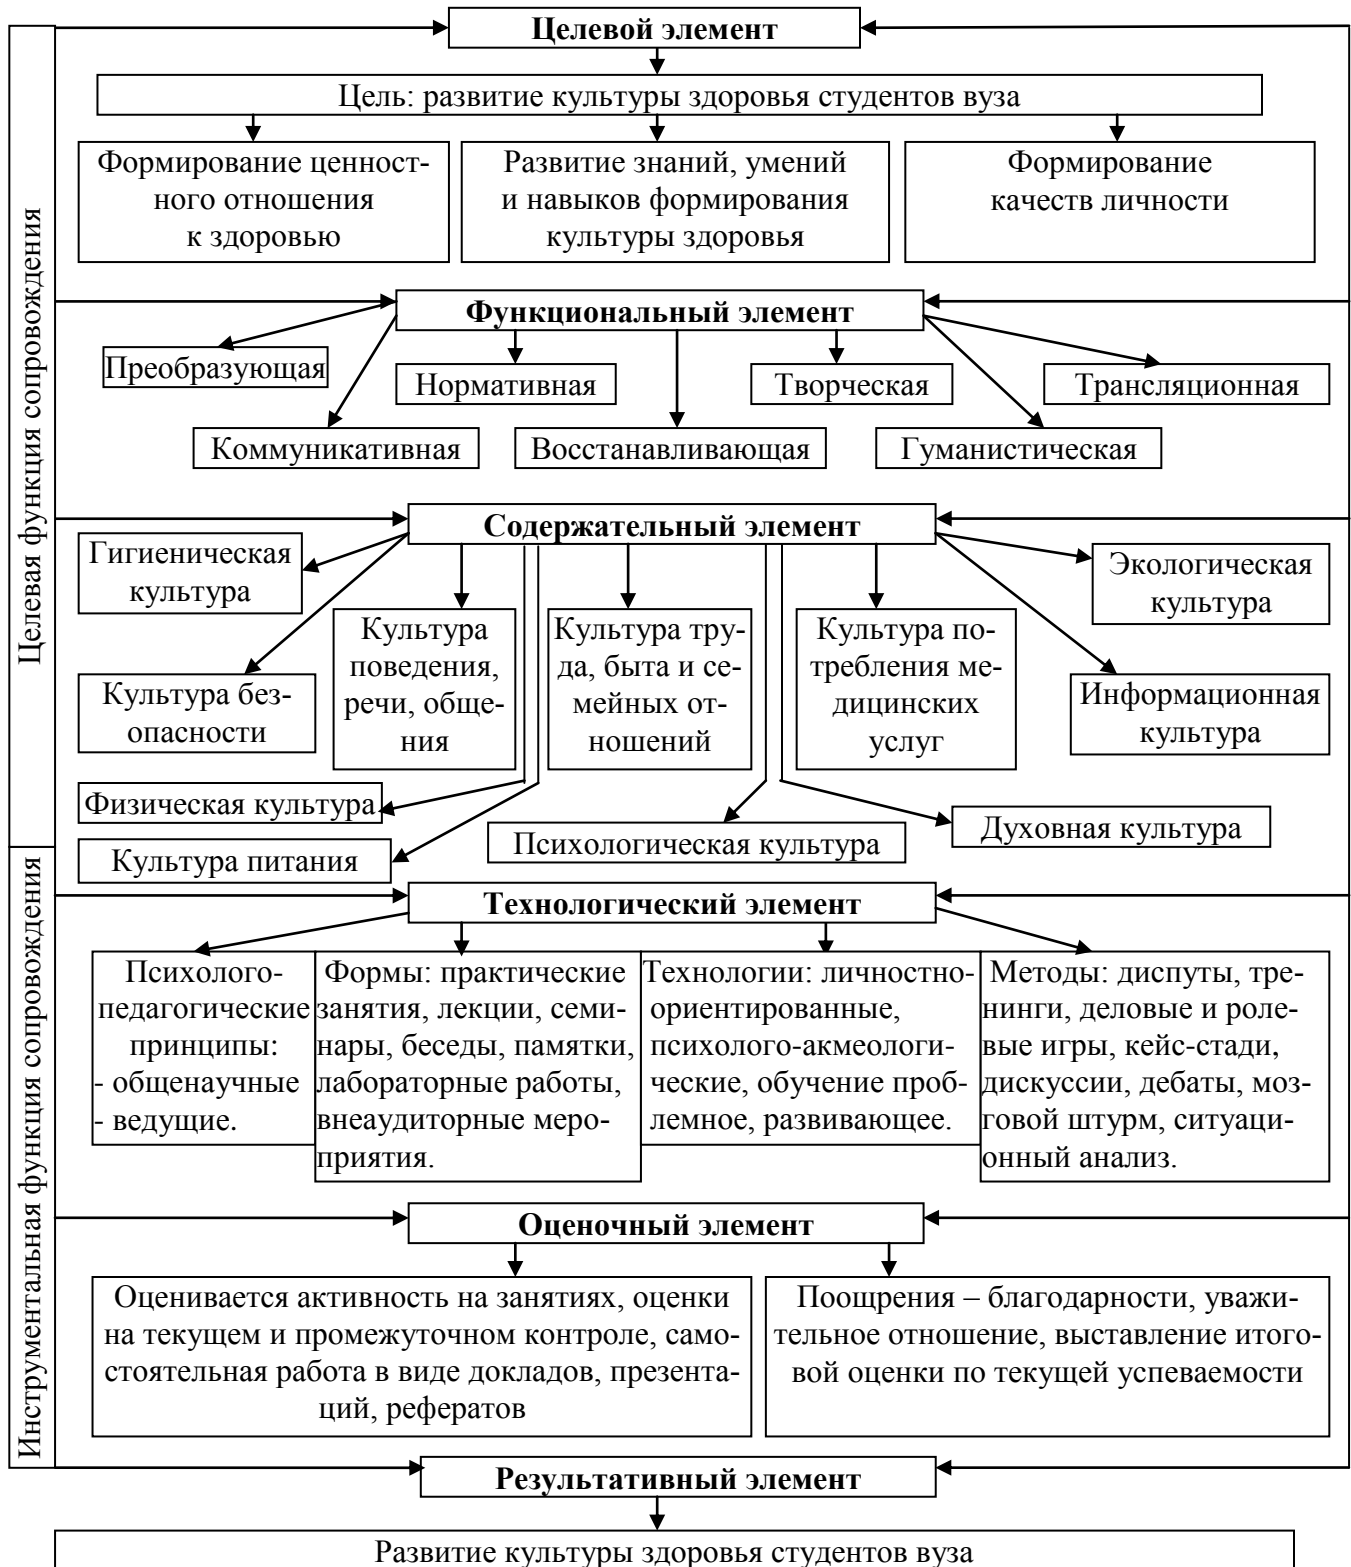 Целевая функция сопровождения
Инструментальная функция сопровождения
Целевой элемент
Цель: развитие культуры здоровья студентов вуза
Формирование ценност-
ного отношения
к здоровью
Развитие знаний, умений
и навыков формирования
культуры здоровья
Формирование
качеств личности
Функциональный элемент
Преобразующая
Нормативная
Творческая
Трансляционная
Коммуникативная
Восстанавливающая
Гуманистическая
Содержательный элемент
Гигиеническая
культура
Экологическая
культура
Культура
поведения,
речи, обще-
ния
Культура тру-
да, быта и се-
мейных от-
ношений
Культура по-
требления ме-
дицинских
услуг
Культура без-
опасности
Информационная
культура
Физическая культура
Психологическая культура
Духовная культура
Культура питания
Технологический элемент
Психолого-
педагогические
принципы:
- общенаучные
- ведущие.
Формы: практические
занятия, лекции, семи-
нары, беседы, памятки,
лабораторные работы,
внеаудиторные меро-
приятия.
Технологии: личностно-
ориентированные,
психолого-акмеологи-
ческие, обучение проб-
лемное, развивающее.
Методы: диспуты, тре-
нинги, деловые и роле-
вые игры, кейс-стади,
дискуссии, дебаты, моз-
говой штурм, ситуаци-
онный анализ.
Оценочный элемент
Оценивается активность на занятиях, оценки
на текущем и промежуточном контроле, само-
стоятельная работа в виде докладов, презента-
ций, рефератов
Поощрения – благодарности, уважи-
тельное отношение, выставление итого-
вой оценки по текущей успеваемости
Результативный элемент
Развитие культуры здоровья студентов вуза